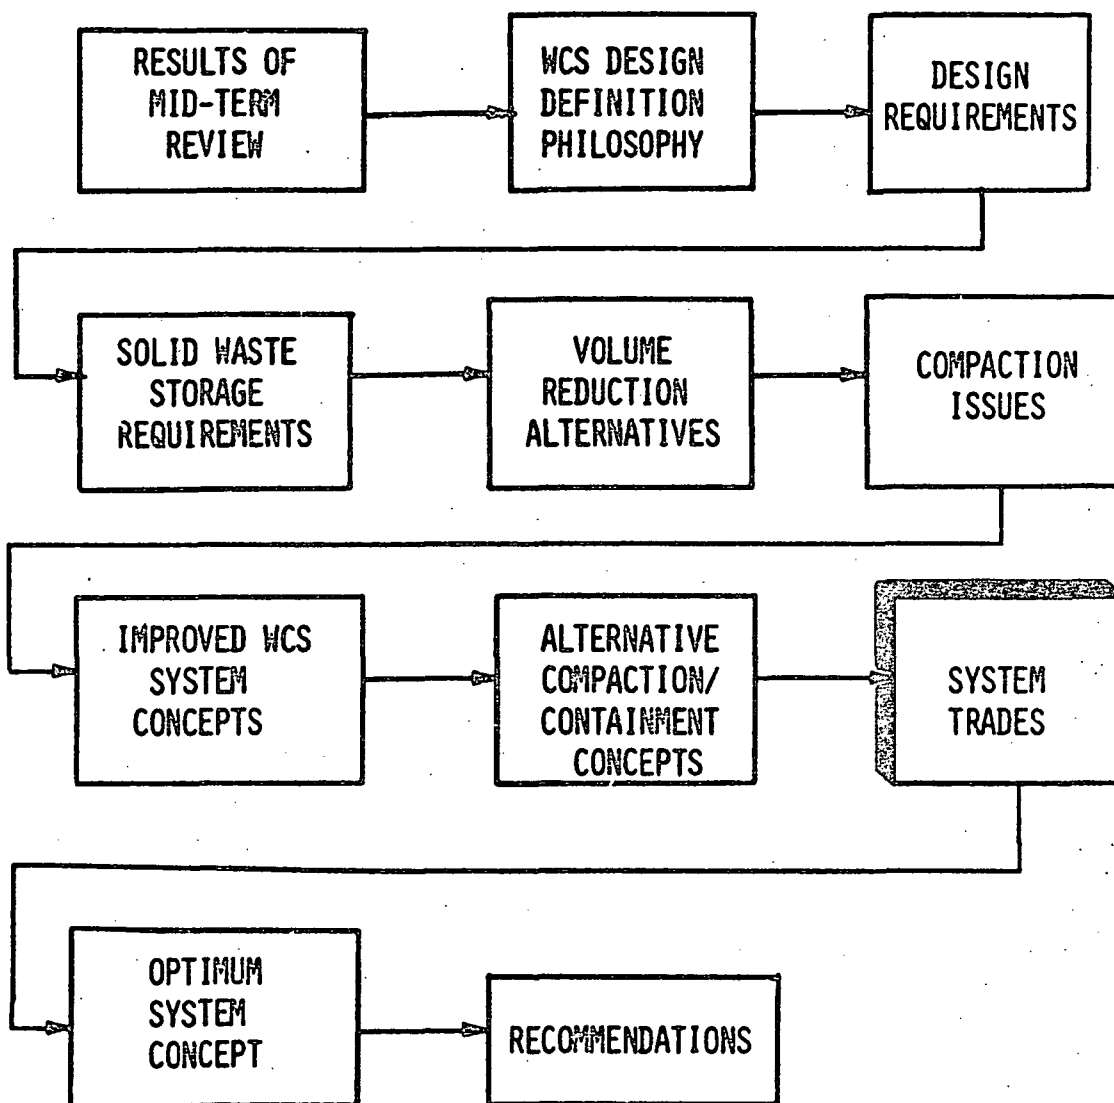 RESULTS OF
MID-TERM
REVIEW
WCS DESIGN
DEFINITION
PHILOSOPHY
DESIGN
REQUIREMENTS
SOLID WASTE
STORAGE
REQUIREMENTS
VOLUME
REDUCTION
ALTERNATIVES
COMPACTION
ISSUES
IMPROVED WCS
SYSTEM
CONCEPTS
ALTERNATIVE
COMPACTION/
CONTAINMENT
CONCEPTS
SYSTEM
TRADES
OPTIMUM
SYSTEM
CONCEPT
RECOMMENDATIONS